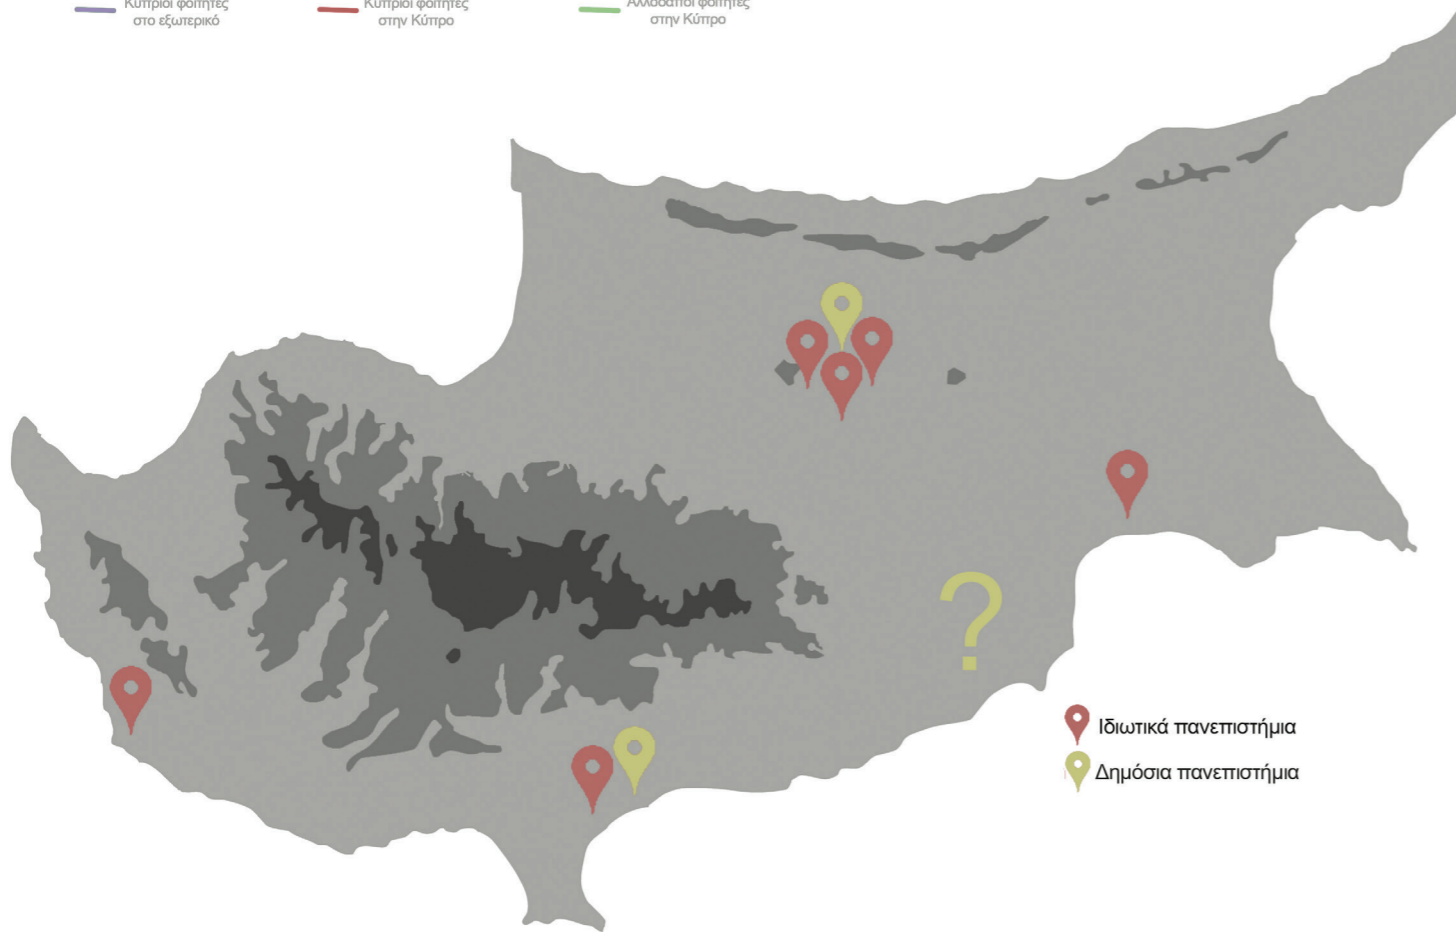 Κύπριοι φοιτητές
στο εξωτερικό
Κύπριοι φοιτητές
στην Κύπρο
Αλλοδαποί φοιτητές
στην Κύπρο
?
Ιδιωτικά πανεπιστήμια
Δημόσια πανεπιστήμια